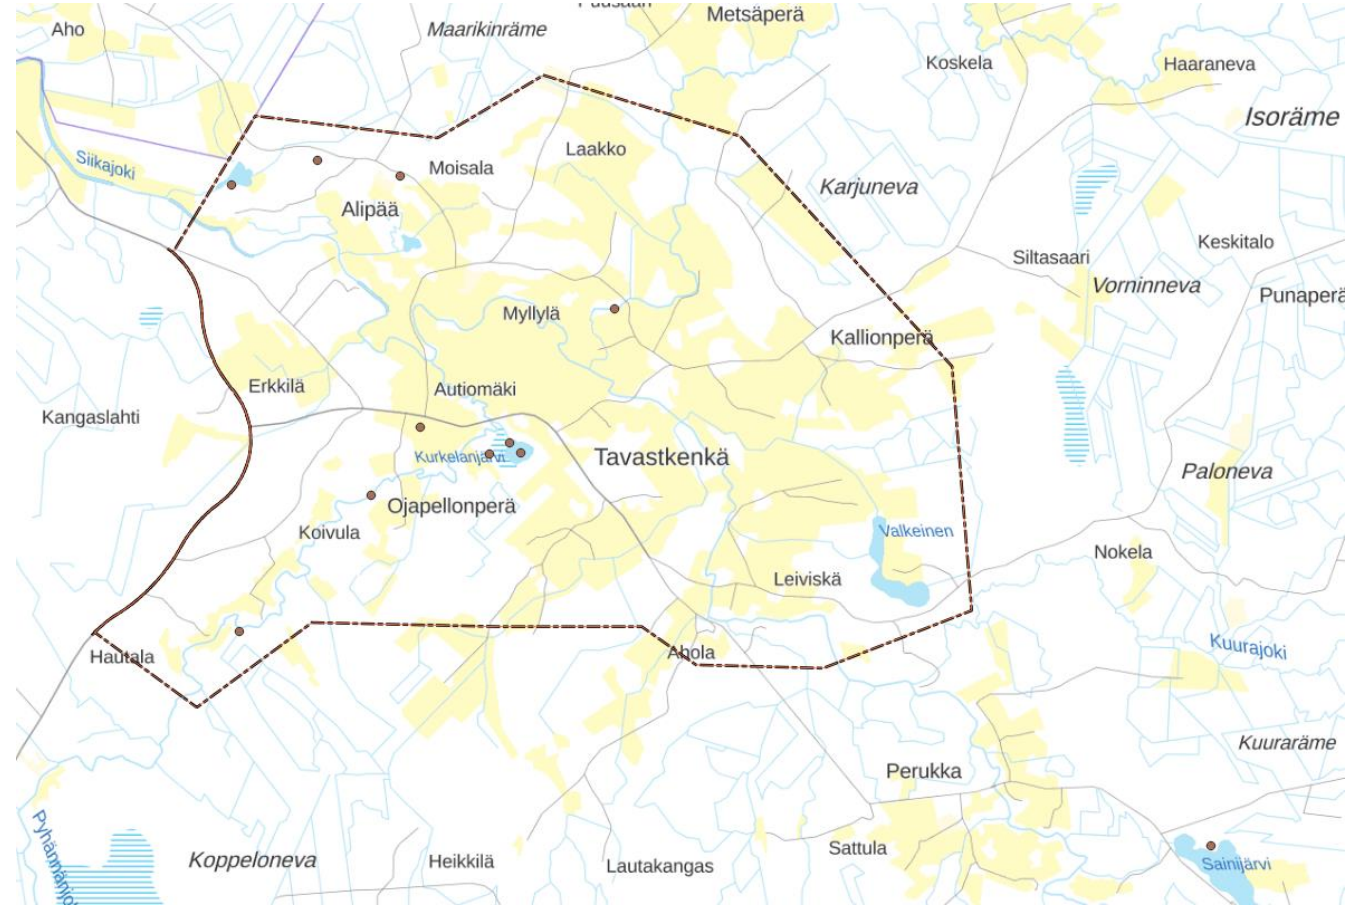 Metsäperä
Aho
Maarikinräme
Koskela
Haaraneva
Isoräme
Laakko
Siikajoki
Moisala
Karjuneva
Alipää
Keskitalo
Siltasaari
Vorninneva
Punaperä
Myllylä
Kallionperä
Erkkilä
Autiomäki
Kangaslahti
Kurkelanjärvi
Tavastkenkä
Paloneva
Ojapellonperä
Koivula
Valkeinen
Nokela
Leiviskä
Kuurajoki
Hautala
Ahola
Kuuraräme
Perukka
Pyhännänjo
Koppeloneva
Heikkilä
Lautakangas
Sattula
Sainijärvi